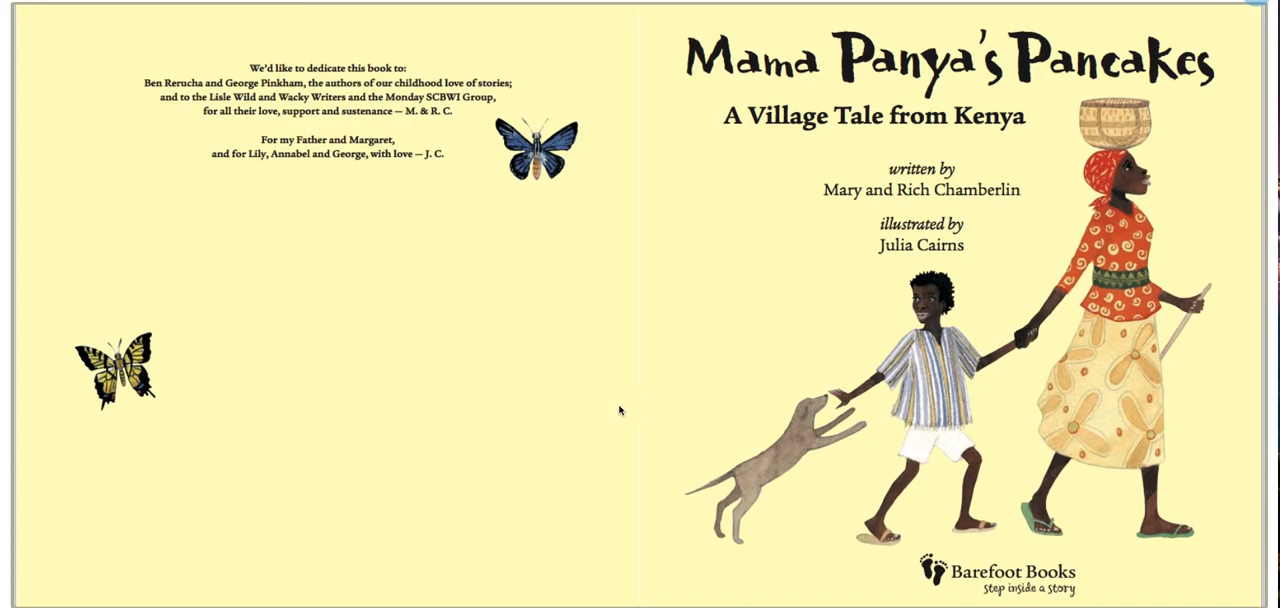 We'd like to dedicate this book to:
Ben Rerucha and George Pinkham, the authors of our childhood love of stories;
and to the Lisle Wild and Wacky Writers and the Monday SCBWI Group,
for all their love, support and sustenance — M. & R. C.
For my Father and Margaret,
and for Lily, Annabel and George, with love — J. C.
Mama Panya's Pancakes
A Village Tale from Kenya
written by
Mary and Rich Chamberlin
illustrated by
Julia Cairns
Barefoot Books
step inside a story